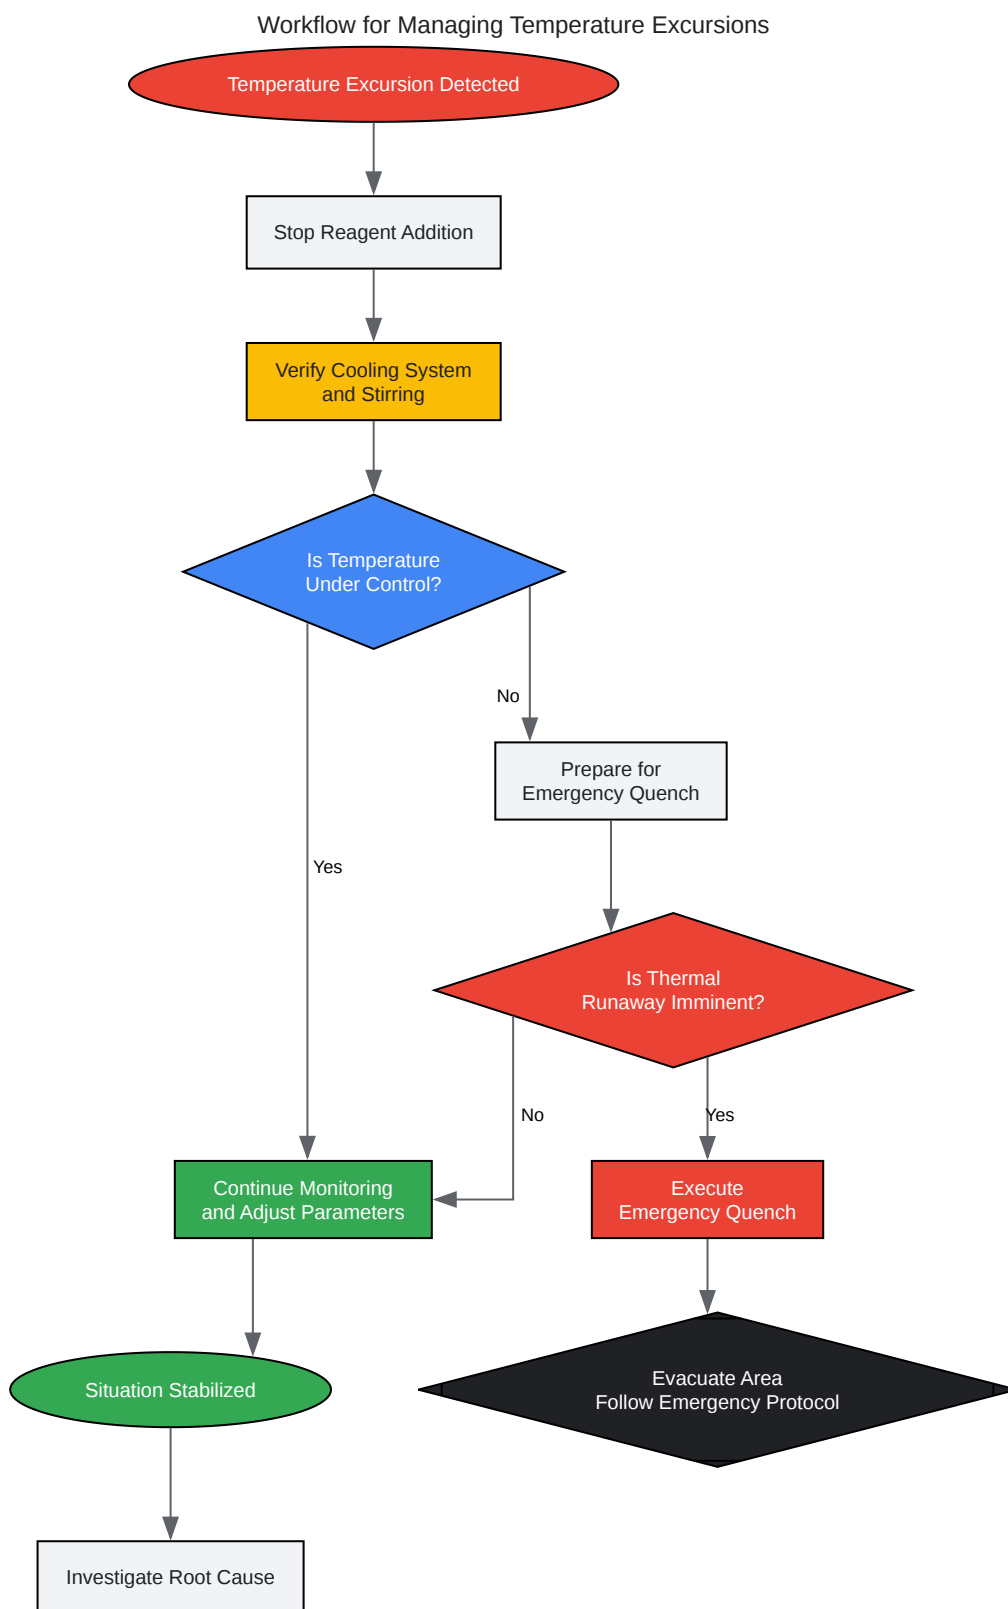 Workflow for Managing Temperature Excursions
Temperature Excursion Detected
Stop Reagent Addition
Verify Cooling System
and Stirring
Is Temperature
Under Control?
No
Prepare for
Emergency Quench
Yes
Is Thermal
Runaway Imminent?
No
Yes
Continue Monitoring
and Adjust Parameters
Execute
Emergency Quench
Situation Stabilized
Evacuate Area
Follow Emergency Protocol
Investigate Root Cause